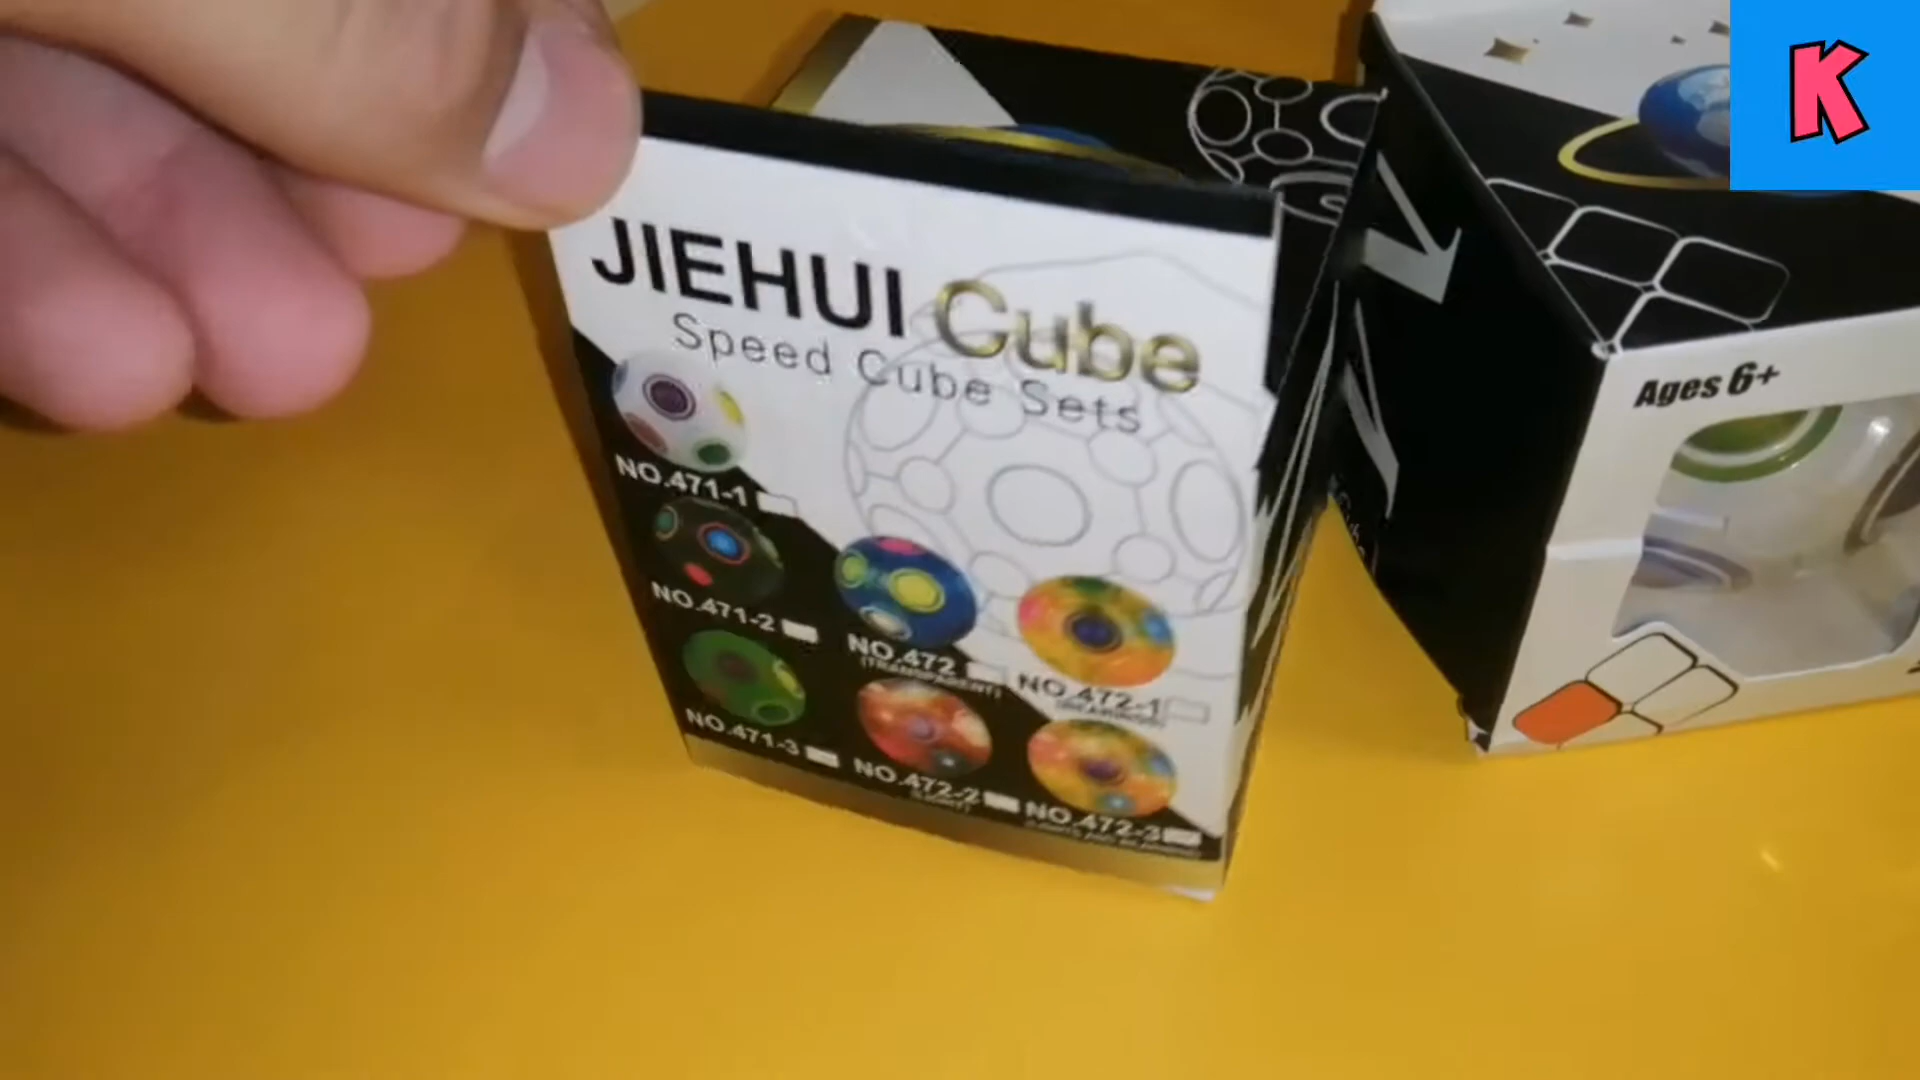 K
JIEHUI Cube
Speed Cube Sets
NO.471-1
NO.471-2
NO.472
(TRANSPARENT)
NO.472-1
NO.471-3
NO.472-2
NO.472-3
Ages 6+